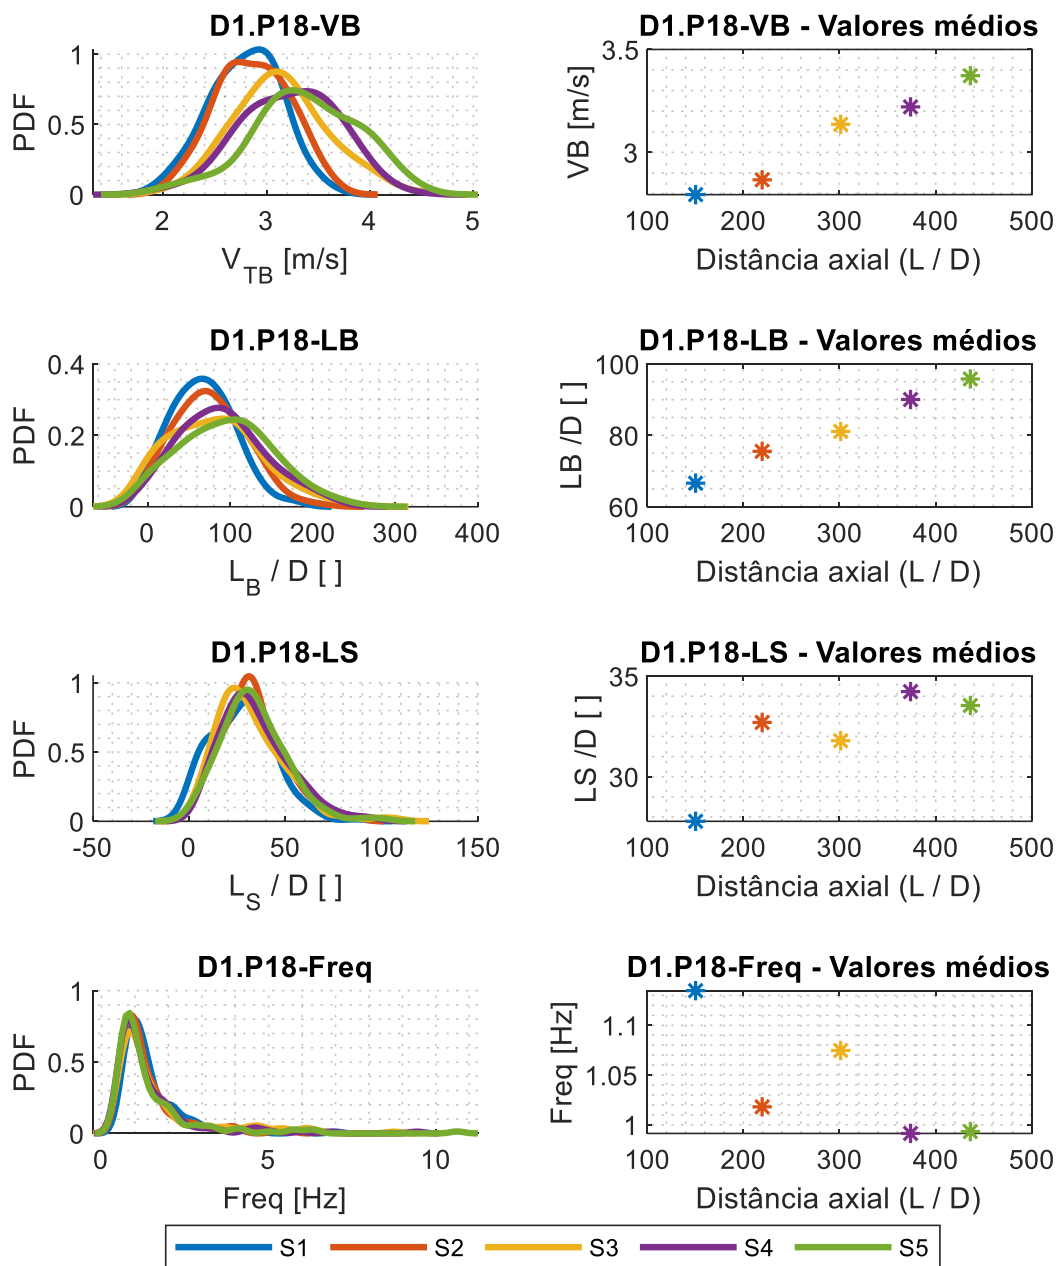 D1.P18-VB
1
0.5
0
PDF
2 3 4 5
V_TB [m/s]
D1.P18-VB - Valores médios
3.5
3
VB [m/s]
100 200 300 400 500
Distância axial (L / D)
D1.P18-LB
0.4
0.2
0
PDF
0 100 200 300 400
L_B / D [ ]
D1.P18-LB - Valores médios
100
80
60
LB /D [ ]
100 200 300 400 500
Distância axial (L / D)
D1.P18-LS
1
0.5
0
PDF
-50 0 50 100 150
L_S / D [ ]
D1.P18-LS - Valores médios
35
30
LS /D [ ]
100 200 300 400 500
Distância axial (L / D)
D1.P18-Freq
1
0.5
0
PDF
0 5 10
Freq [Hz]
D1.P18-Freq - Valores médios
1.1
1.05
1
Freq [Hz]
100 200 300 400 500
Distância axial (L / D)
S1 S2 S3 S4 S5